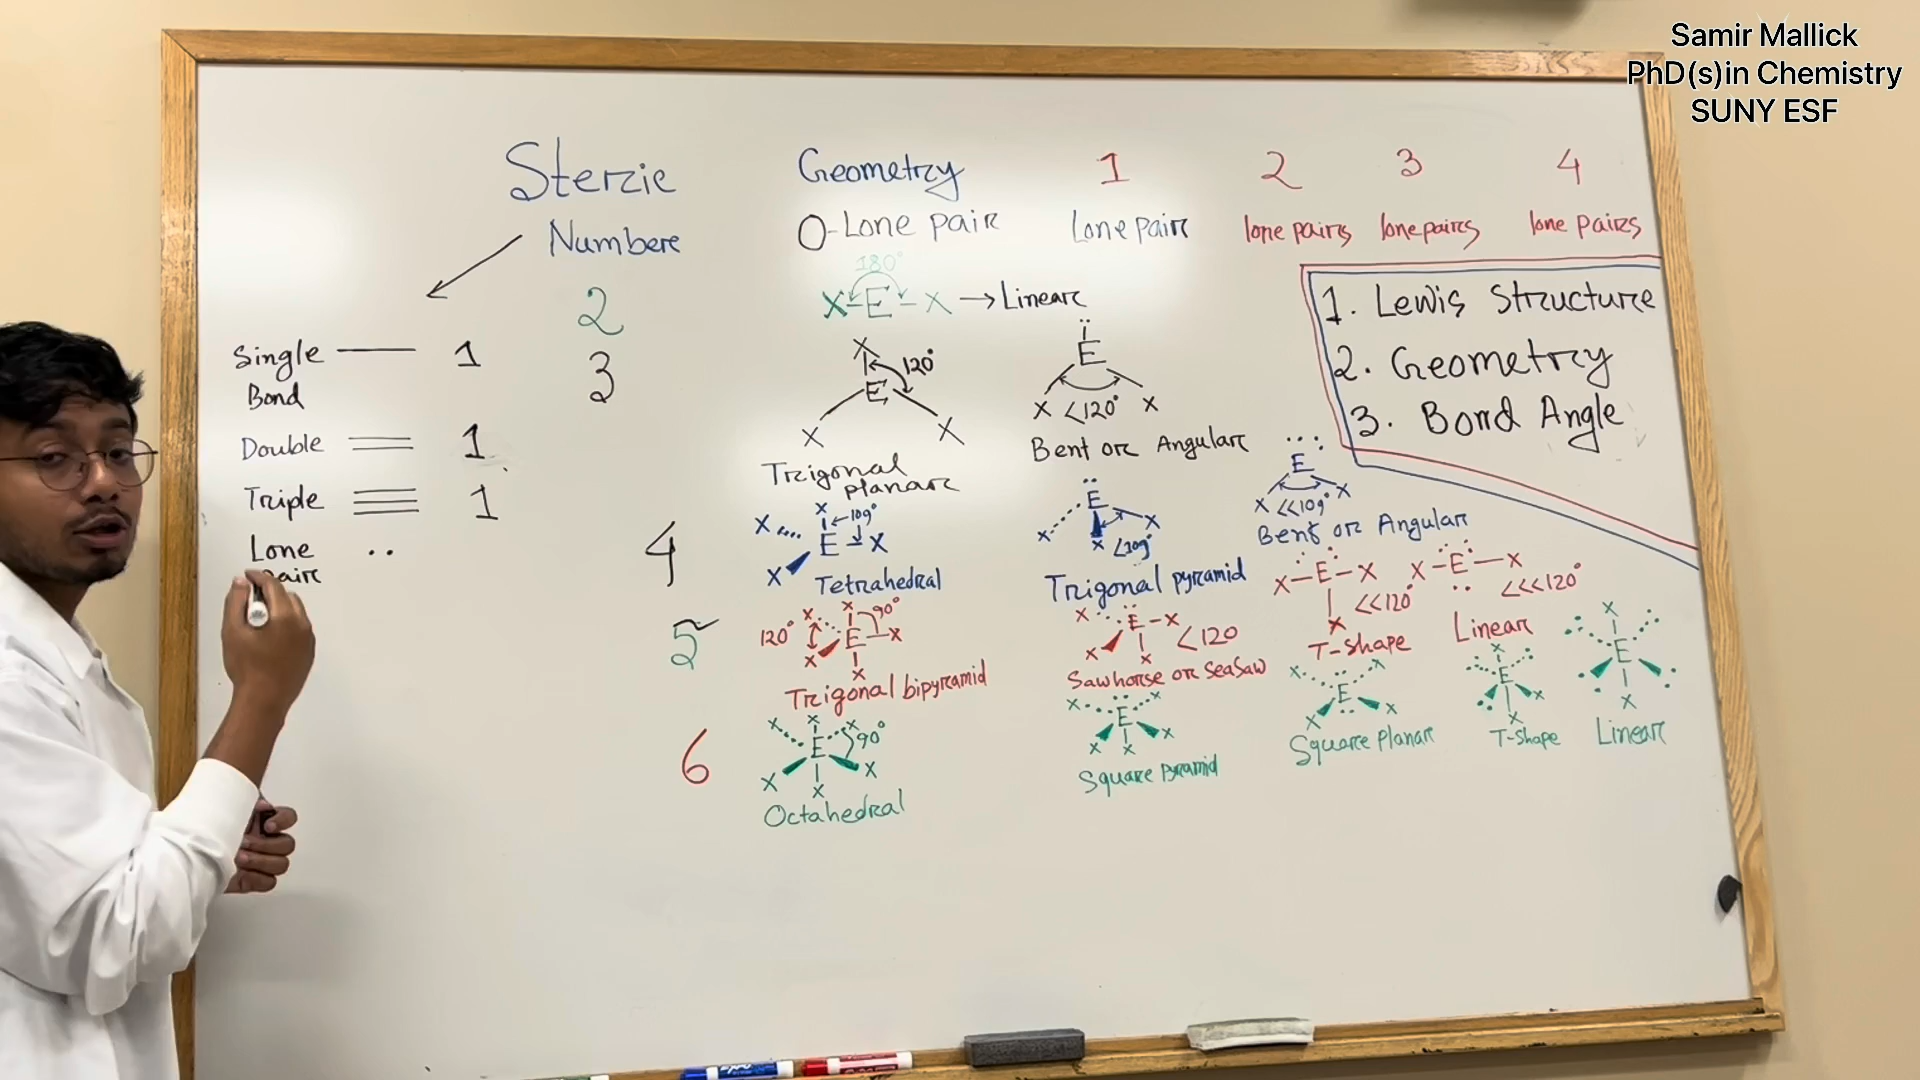 Samir Mallick
PhD(s)in Chemistry
SUNY ESF
Steric
Number
Geometry
0-Lone pair
1
Lone pair
2
lone pairs
3
lone pairs
4
lone pairs
1. Lewis Structure
2. Geometry
3. Bond Angle
Single — 1
Bond
Double = 1
Triple ≡ 1
Lone ..
pair
2
180°
X-E-X → Linear
3
X
120°
E
X X
Trigonal
planar
E
X <120° X
Bent or Angular
4
X X 109°
E X
X
Tetrahedral
E
X X X
<109°
Trigonal pyramid
E
X <<109° X
Bent or Angular
5
X X 90°
120° E-X
X X
Trigonal bipyramid
X E-X
X X <120
Sawhorse or SeaSaw
X-E-X
X <<120°
T-Shape
X-E-X
<<<120°
Linear
6
X X X
E 90°
X X X
Octahedral
X X
E
X X X
Square pyramid
X X
E
X X
Square Planar
X
E
X X
T-Shape
X
E
X
Linear